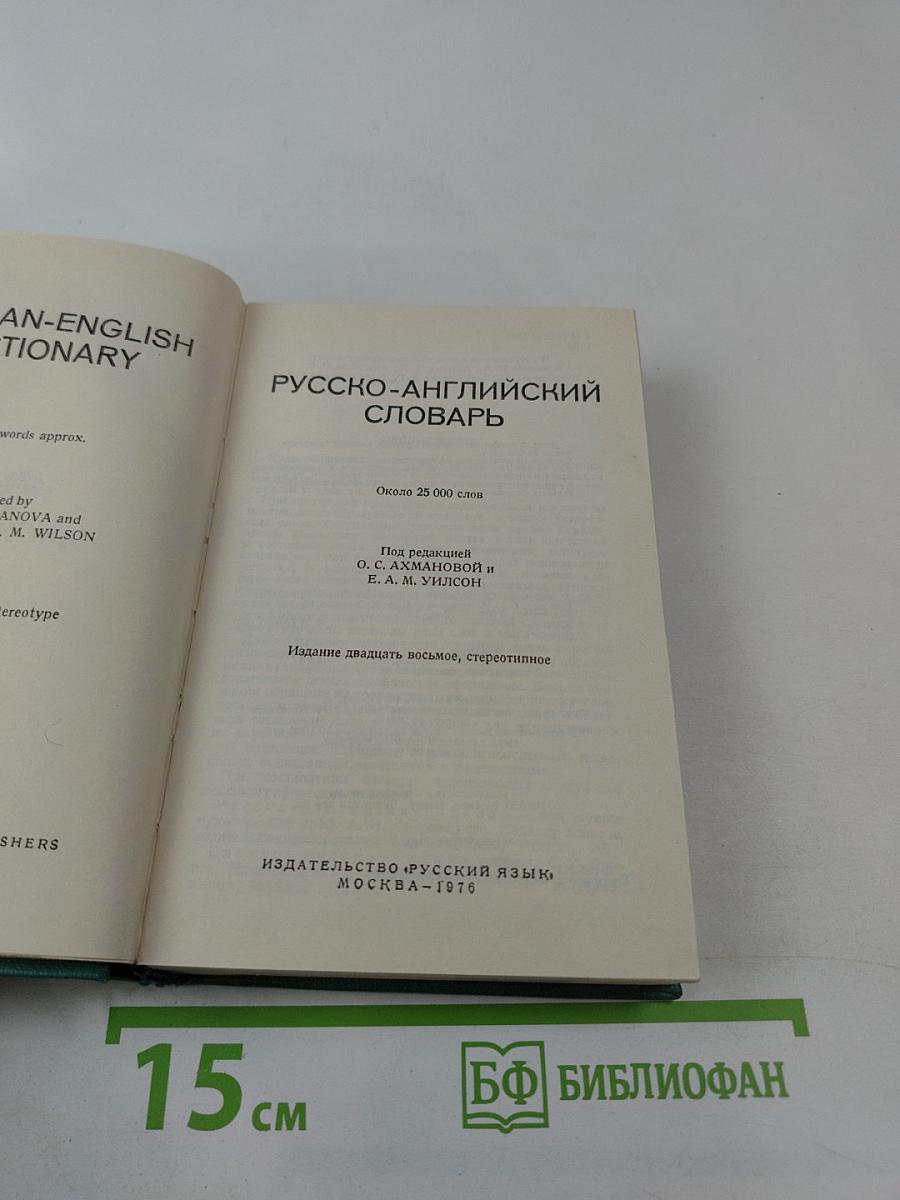 AN-ENGLISH
TIONARY
words approx.
ed by
ANOVA and
. M. WILSON
ereotype
SHERS
РУССКО-АНГЛИЙСКИЙ
СЛОВАРЬ
Около 25 000 слов
Под редакцией
О. С. АХМАНОВОЙ и
Е. А. М. УИЛСОН
Издание двадцать восьмое, стереотипное
ИЗДАТЕЛЬСТВО «РУССКИЙ ЯЗЫК»
МОСКВА — 1976
15 см
БФ БИБЛИОФАН